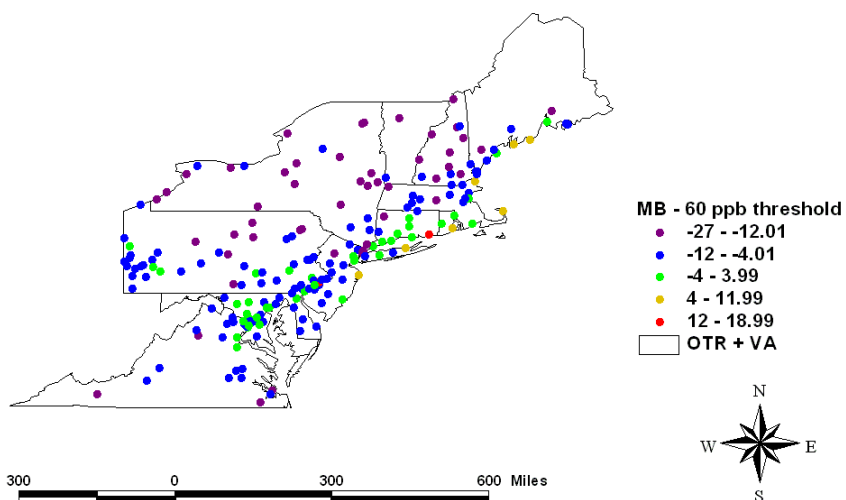 MB - 60 ppb threshold
-27 - -12.01
-12 - -4.01
-4 - 3.99
4 - 11.99
12 - 18.99
OTR + VA
N
W E
S
300 0 300 600 Miles